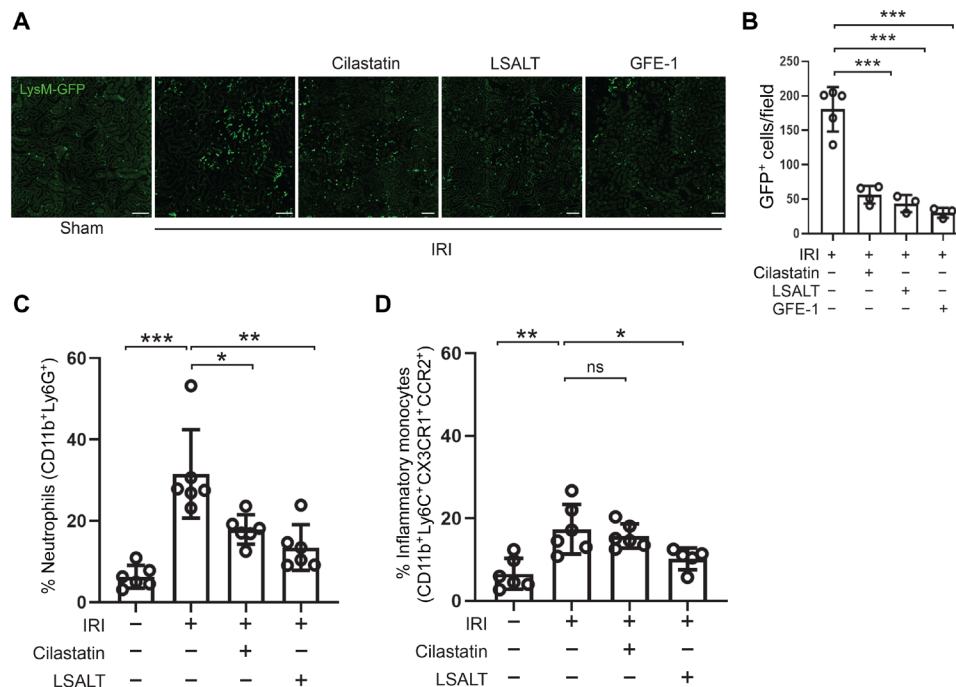 A
Cilastatin LSALT GFE-1
LysM-GFP
Sham
IRI
B
***
***
***
GFP⁺ cells/field
250
200
150
100
50
0
IRI + + + +
Cilastatin – + – –
LSALT – – + –
GFE-1 – – – +
C
*** **
*
% Neutrophils (CD11b⁺Ly6G⁺)
60
40
20
0
IRI – + + +
Cilastatin – – + –
LSALT – – – +
D
** *
ns
% Inflammatory monocytes
(CD11b⁺Ly6C⁺CX3CR1⁺CCR2⁺)
60
40
20
0
IRI – + + +
Cilastatin – – + –
LSALT – – – +